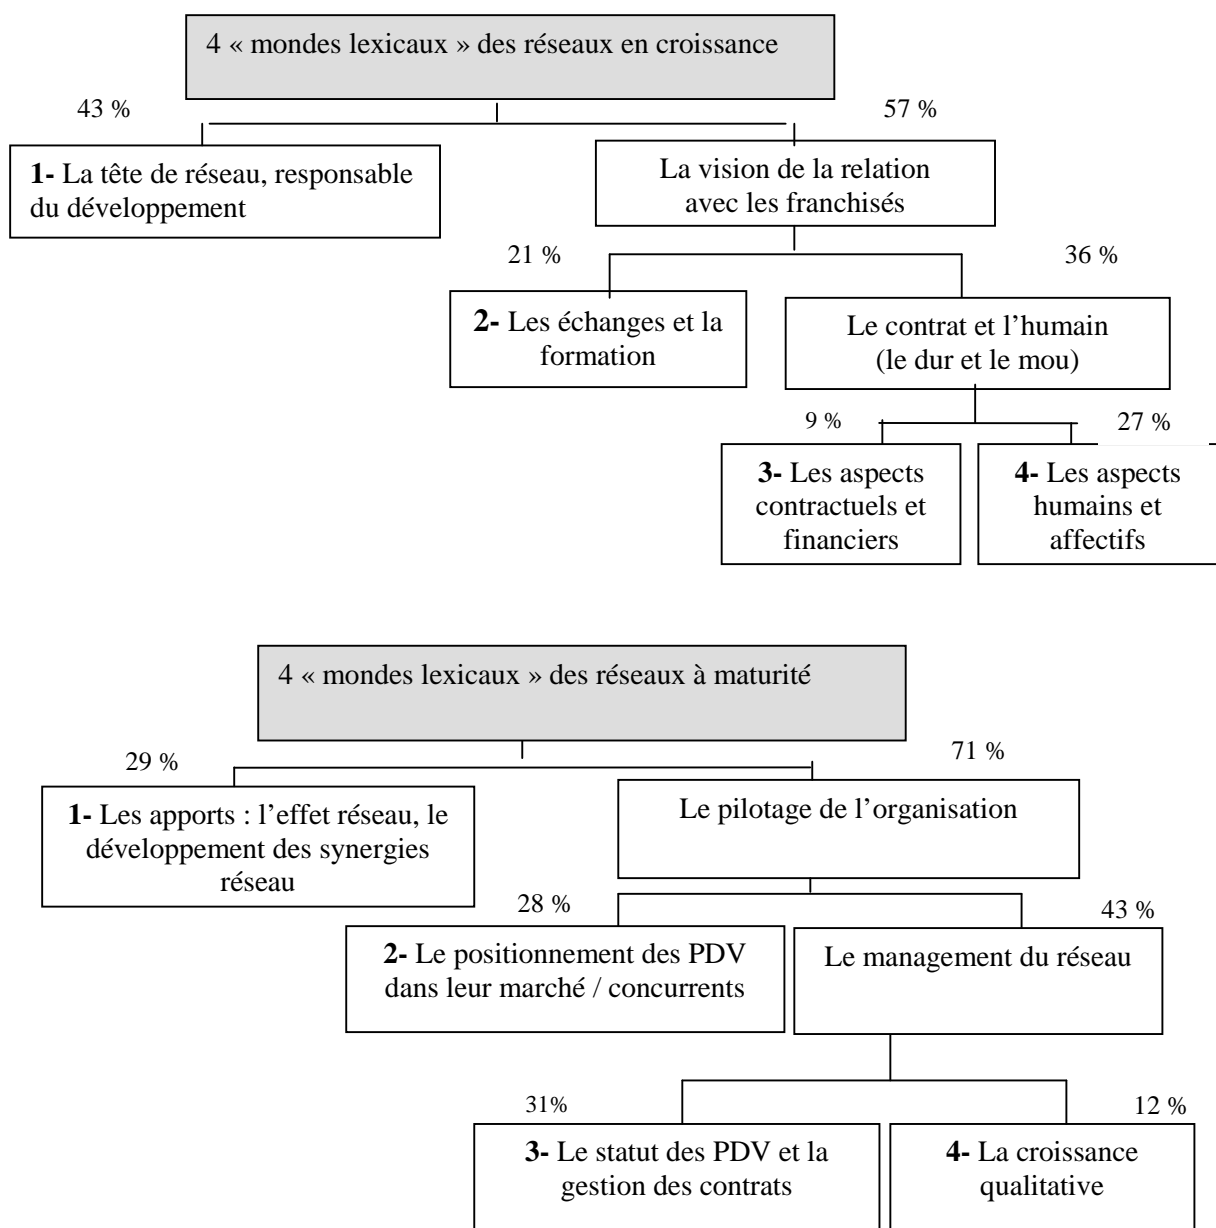 4 « mondes lexicaux » des réseaux en croissance
43 %
57 %
1- La tête de réseau, responsable
du développement
La vision de la relation
avec les franchisés
21 %
36 %
2- Les échanges et la
formation
Le contrat et l’humain
(le dur et le mou)
9 %
27 %
3- Les aspects
contractuels et
financiers
4- Les aspects
humains et
affectifs
4 « mondes lexicaux » des réseaux à maturité
29 %
71 %
1- Les apports : l’effet réseau, le
développement des synergies
réseau
Le pilotage de l’organisation
28 %
43 %
2- Le positionnement des PDV
dans leur marché / concurrents
Le management du réseau
31%
12 %
3- Le statut des PDV et la
gestion des contrats
4- La croissance
qualitative